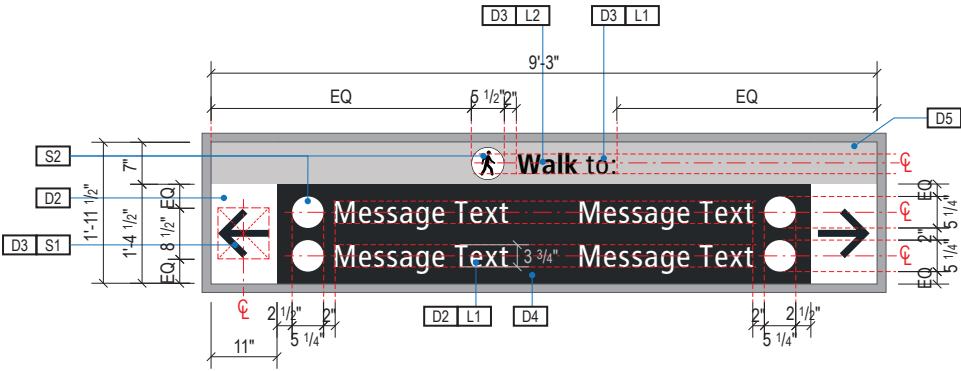 D3 L2
D3 L1
9'-3"
EQ
5 1/2"
2"
EQ
D5
S2
7"
Walk to:
℄
D2
1'-11 1/2"
1'-4 1/2"
EQ
8 1/2"
EQ
Message Text
Message Text
℄
EQ
5 1/4"
2"
5 1/4"
EQ
D3 S1
Message Text
3 3/4"
Message Text
℄
℄
2 1/2"
5 1/4"
2"
D2 L1
D4
2"
5 1/4"
2 1/2"
11"